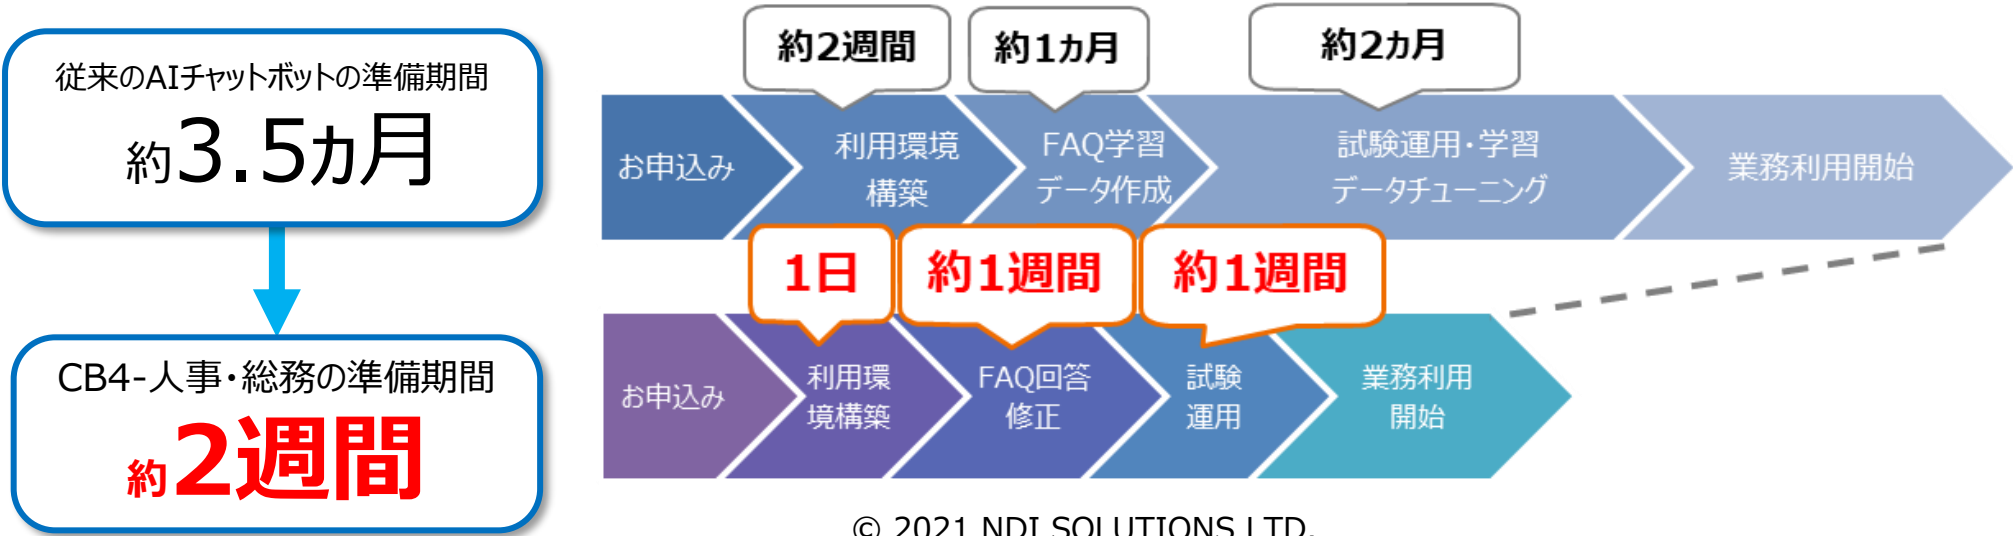 従来のAIチャットボットの準備期間
約3.5カ月
CB4-人事・総務の準備期間
約2週間
約2週間
約1カ月
約2カ月
お申込み
利用環境
構築
FAQ学習
データ作成
試験運用・学習
データチューニング
業務利用開始
1日
約1週間
約1週間
お申込み
利用環
境構築
FAQ回答
修正
試験
運用
業務利用
開始
© 2021 NDI SOLUTIONS LTD.